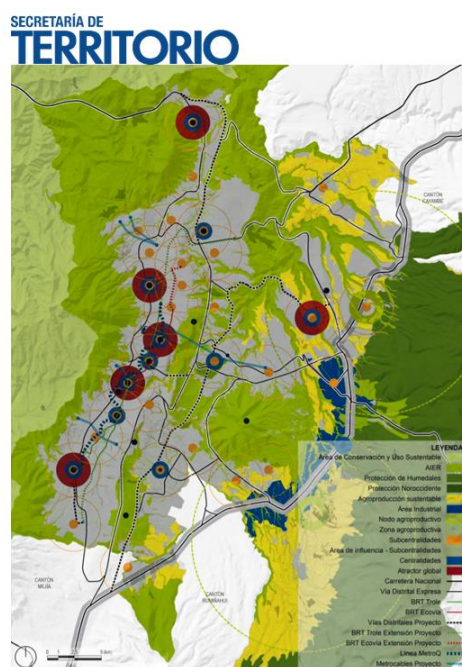 SECRETARÍA DE
TERRITORIO
CANTÓN
CAYAMBE
LEYENDA
Área de Conservación y Uso Sustentable
AIER
Protección de Humedales
Protección Noroccidente
Agroproducción sustentable
Área Industrial
Nodo agroproductivo
Zona agroproductiva
Subcentralidades
Área de influencia - Subcentralidades
Centralidades
Atractor global
Carretera Nacional
Vía Distrital Expresa
BRT Trole
BRT Ecovía
Vías Distritales Proyecto
BRT Trole Extensión Proyecto
BRT Ecovía Extensión Proyecto
Línea MetroQ
Metrocables Proyecto
CANTÓN
MEJÍA
CANTÓN
RUMIÑAHUI